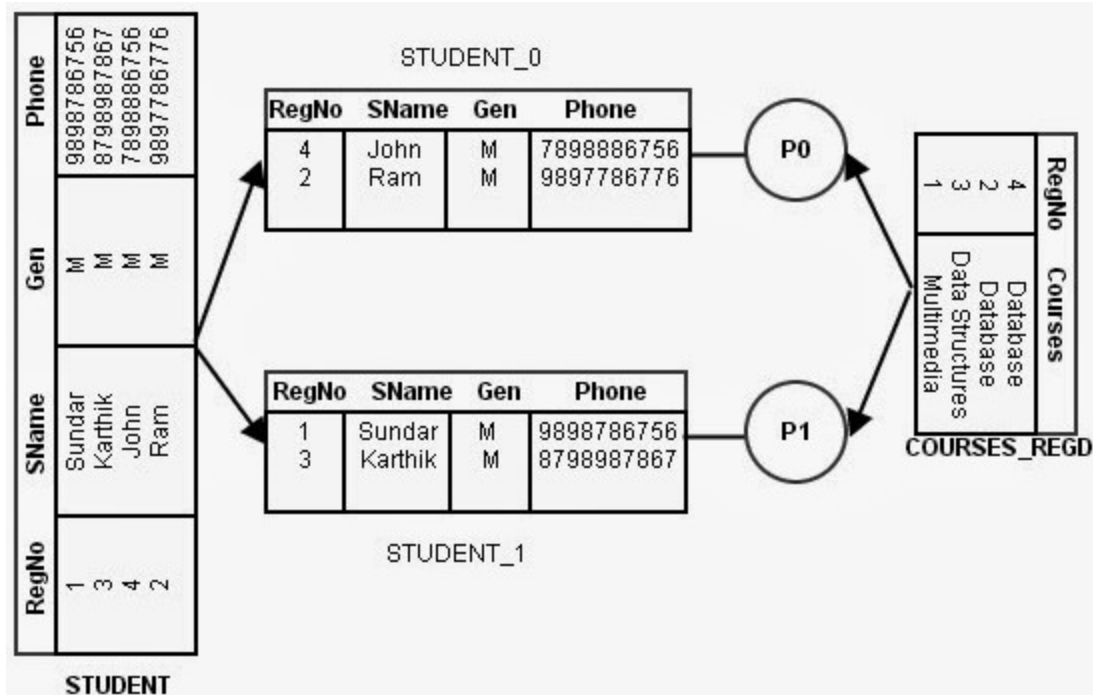 STUDENT_0
RegNo SName Gen Phone
4 John M 7898886756
2 Ram M 9897786776
P0
RegNo SName Gen Phone
1 Sundar M 9898786756
3 Karthik M 8798987867
STUDENT_1
P1
RegNo SName Gen Phone
1 Sundar M 9898786756
3 Karthik M 8798987867
4 John M 7898886756
2 Ram M 9897786776
STUDENT
RegNo Courses
4 Database
2 Database
3 Data Structures
1 Multimedia
COURSES_REGD